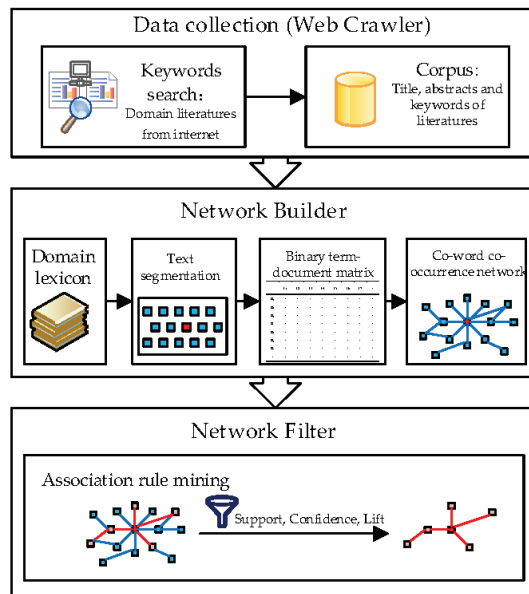 Data collection (Web Crawler)
Keywords
search:
Domain literatures
from internet
Corpus:
Title, abstracts and
keywords of
literatures
Network Builder
Domain
lexicon
Text
segmentation
Binary term-
document matrix
Co-word co-
occurrence network
Network Filter
Association rule mining
Support, Confidence, Lift